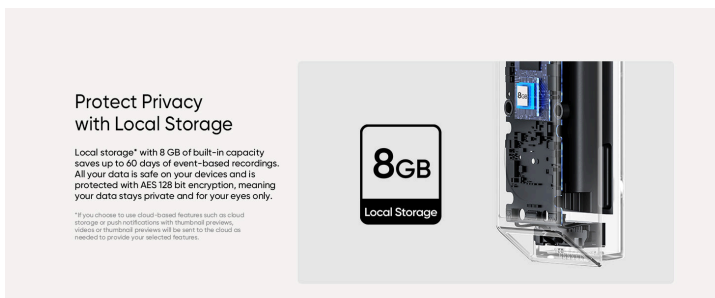 Protect Privacy
with Local Storage
Local storage* with 8 GB of built-in capacity
saves up to 60 days of event-based recordings.
All your data is safe on your devices and is
protected with AES 128 bit encryption, meaning
your data stays private and for your eyes only.
*If you choose to use cloud-based features such as cloud
storage or push notifications with thumbnail previews,
videos or thumbnail previews will be sent to the cloud as
needed to provide your selected features.
8GB
Local Storage
8GB